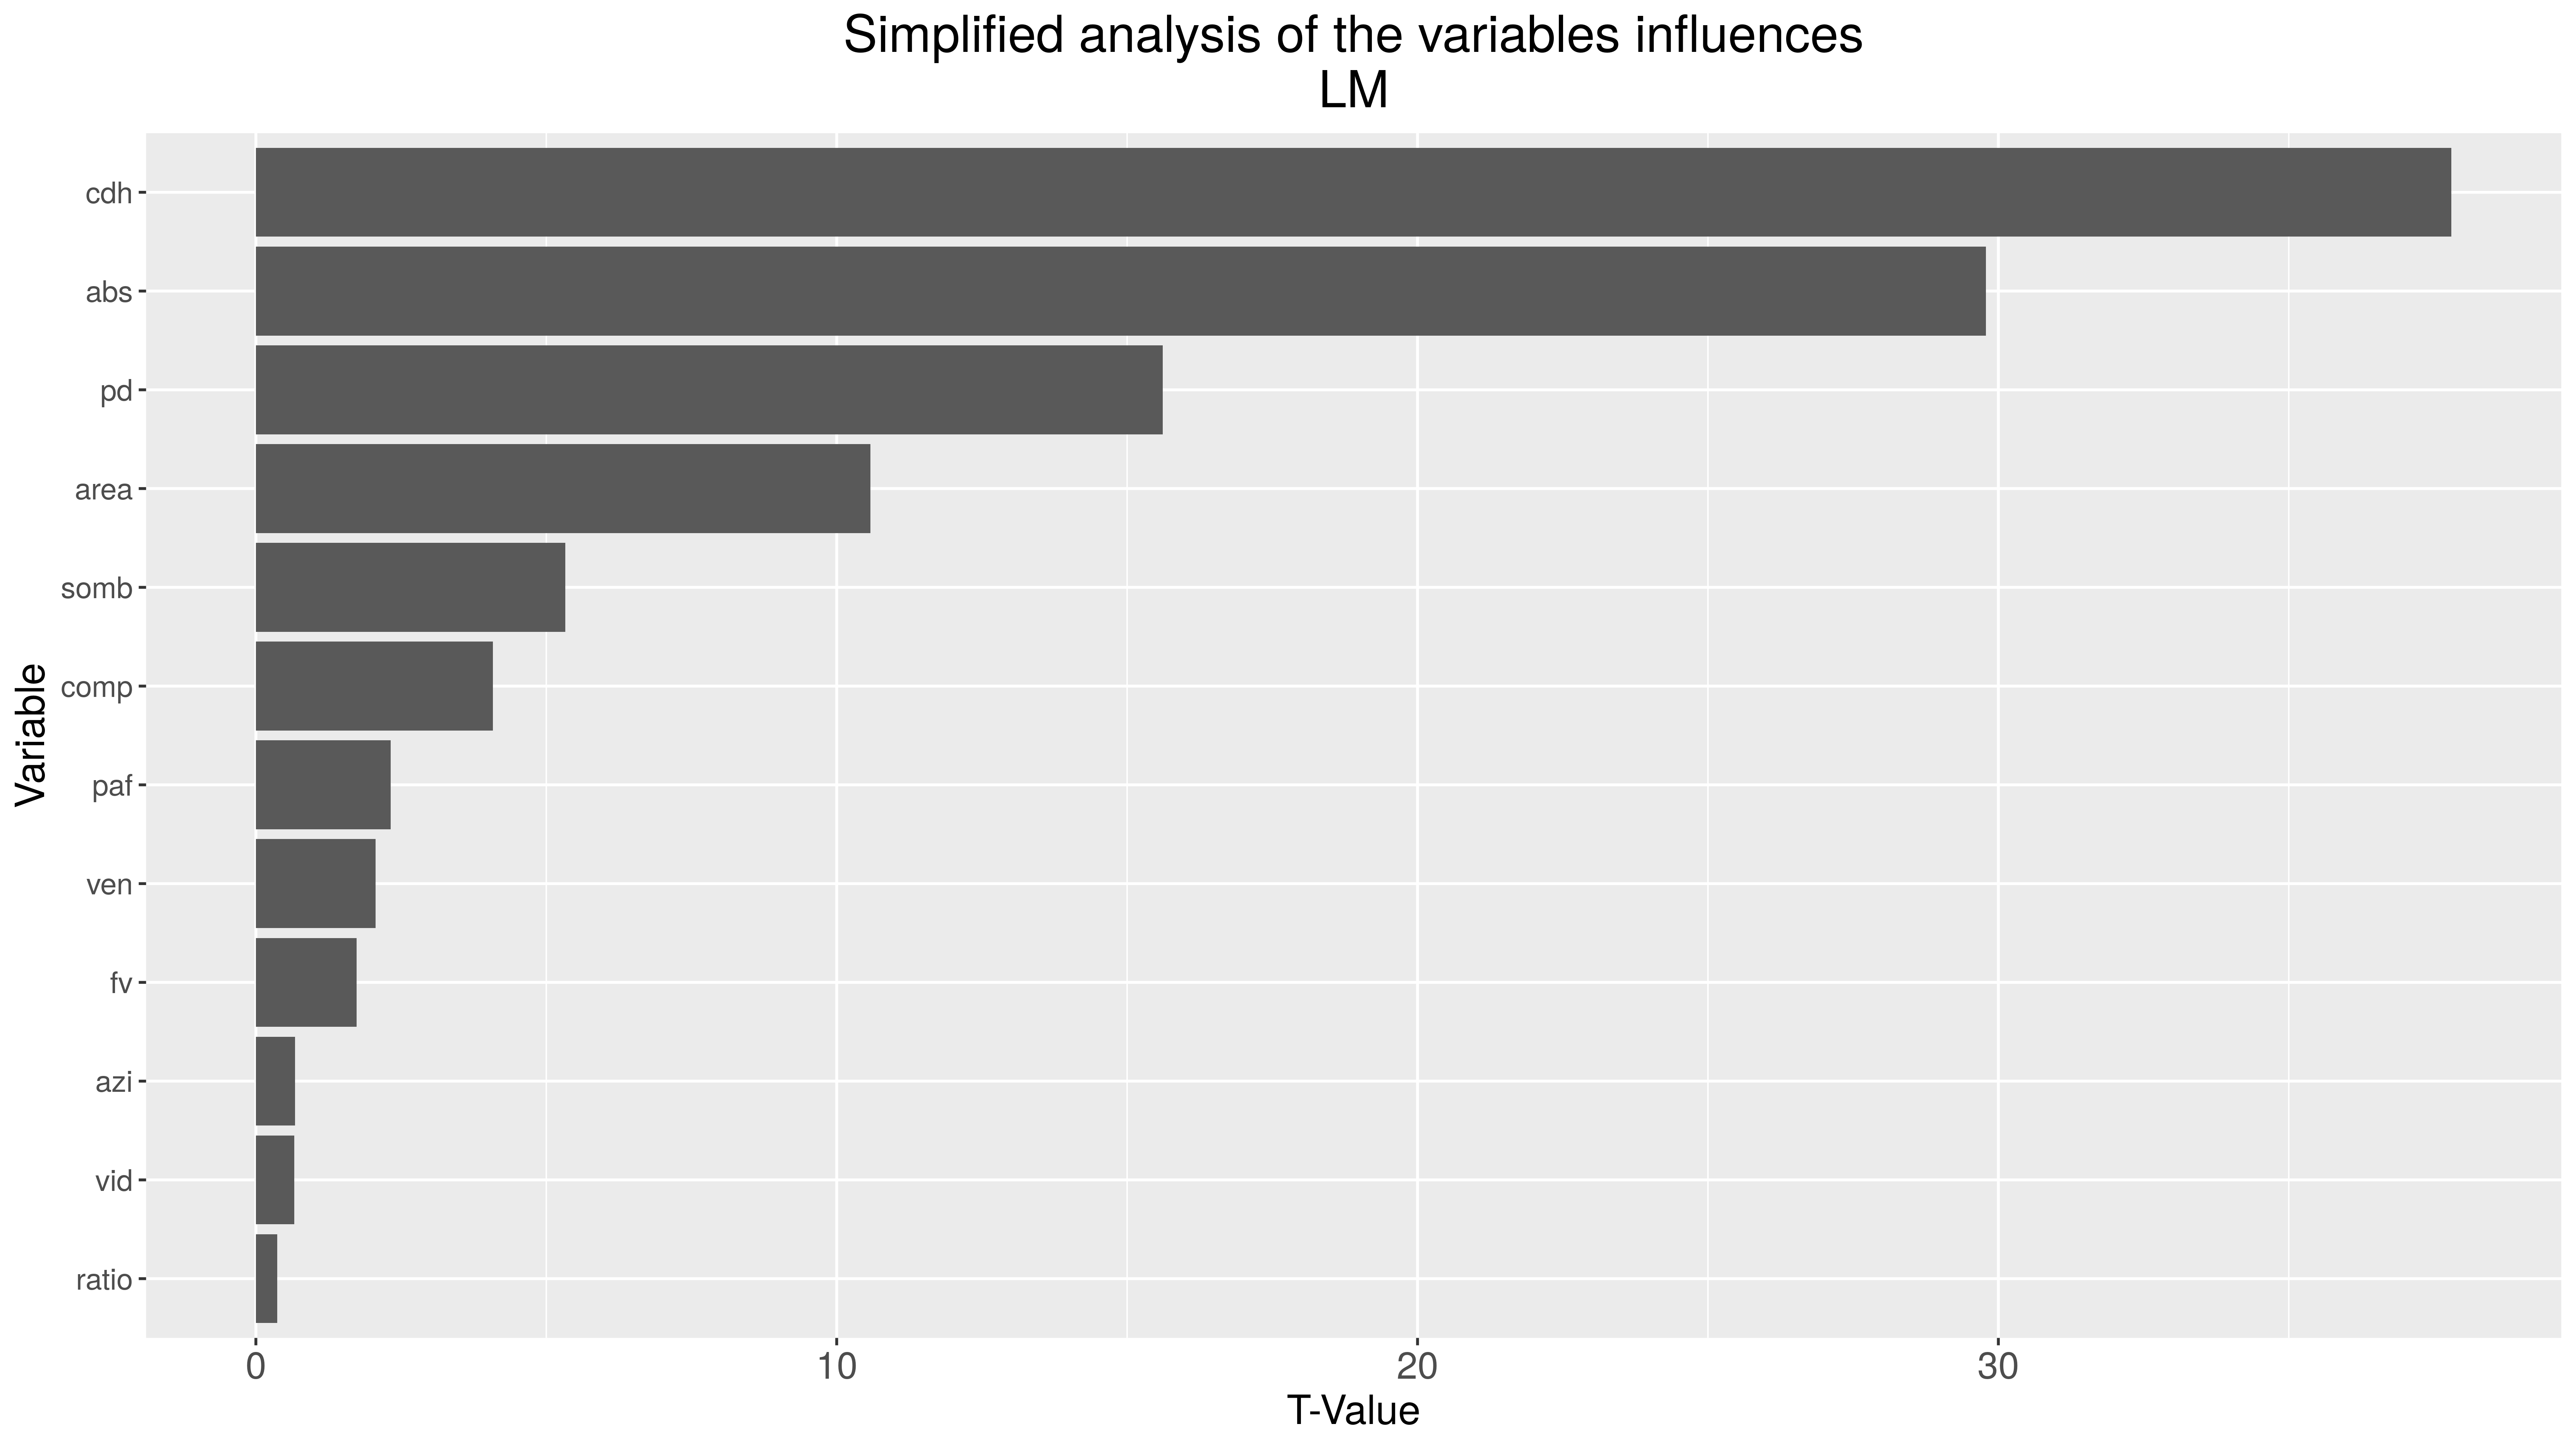 Simplified analysis of the variables influences
LM
Variable
cdh
abs
pd
area
somb
comp
paf
ven
fv
azi
vid
ratio
0 10 20 30
T-Value